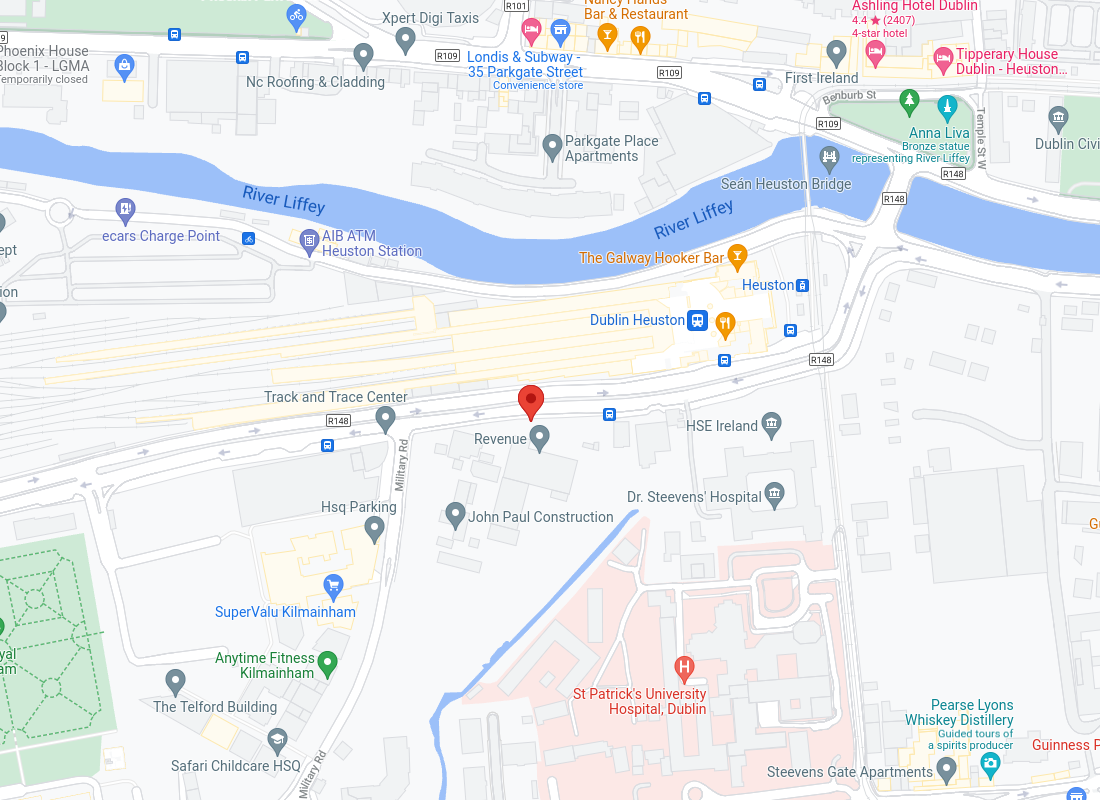 R101
Nancy Hands
Bar & Restaurant
Ashling Hotel Dublin
4.4 ★ (2407)
4-star hotel
Xpert Digi Taxis
R109
Phoenix House
Block 1 - LGMA
Temporarily closed
Nc Roofing & Cladding
Londis & Subway -
35 Parkgate Street
Convenience store
R109
First Ireland
Tipperary House
Dublin - Heuston...
Benburb St
R109
Temple St W
Anna Liva
Bronze statue
representing River Liffey
Dublin Civi
Parkgate Place
Apartments
R148
Seán Heuston Bridge
R148
River Liffey
River Liffey
ecars Charge Point
AIB ATM
Heuston Station
The Galway Hooker Bar
Heuston
Dublin Heuston
R148
Track and Trace Center
R148
Revenue
HSE Ireland
Military Rd
Dr. Steevens' Hospital
Hsq Parking
John Paul Construction
SuperValu Kilmainham
Anytime Fitness
Kilmainham
The Telford Building
St Patrick's University
Hospital, Dublin
Pearse Lyons
Whiskey Distillery
Guided tours of
a spirits producer
Guinness
Safari Childcare HSQ
Military Rd
Steevens Gate Apartments